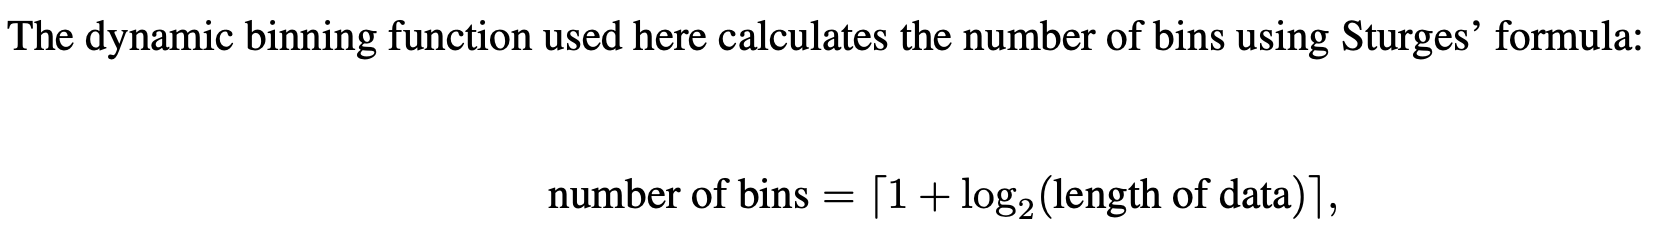 The dynamic binning function used here calculates the number of bins using Sturges’ formula:
number of bins = ⌈1 + log₂(length of data)⌉,